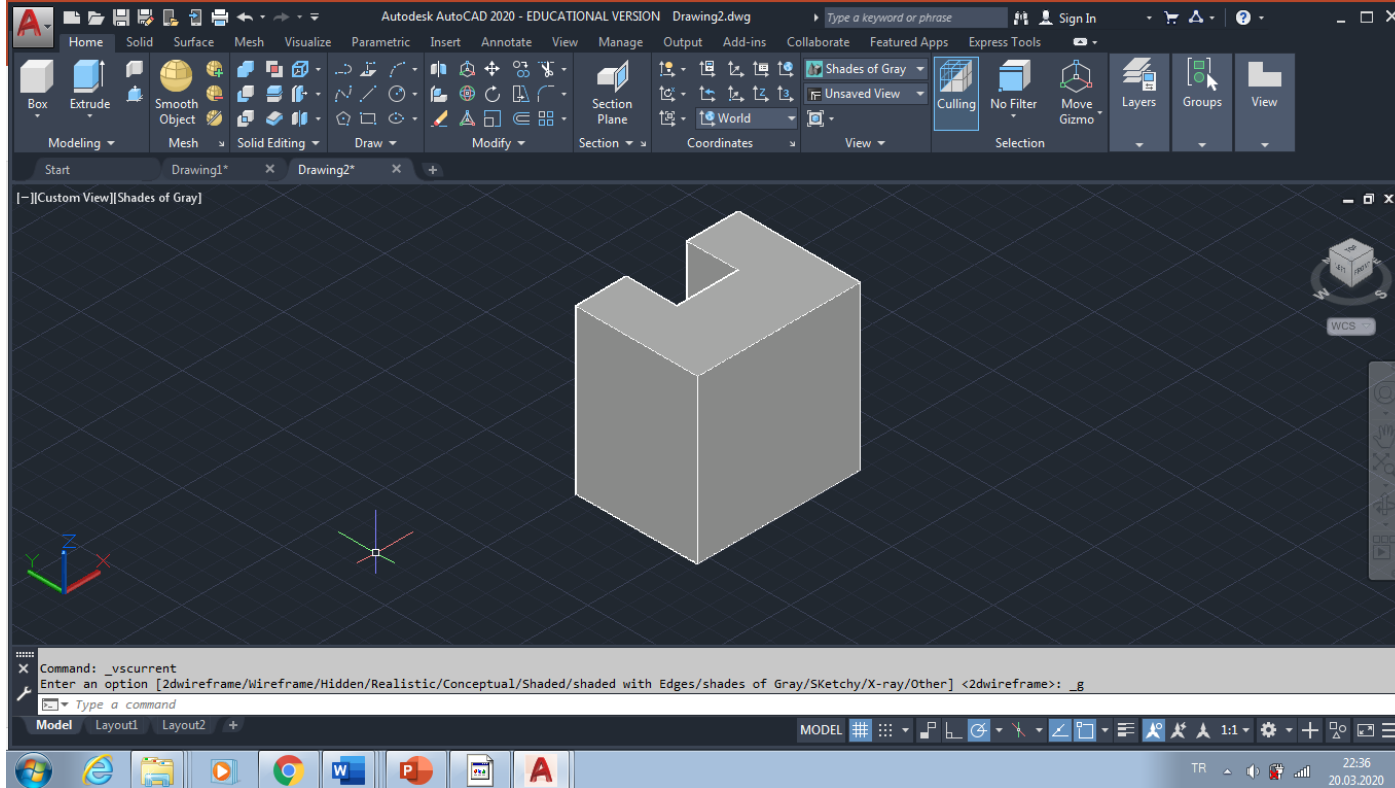 Autodesk AutoCAD 2020 - EDUCATIONAL VERSION Drawing2.dwg Type a keyword or phrase Sign In
Home Solid Surface Mesh Visualize Parametric Insert Annotate View Manage Output Add-ins Collaborate Featured Apps Express Tools
Box Extrude Smooth Object Section Plane World Shades of Gray Unsaved View Culling No Filter Move Gizmo Layers Groups View
Modeling Mesh Solid Editing Draw Modify Section Coordinates View Selection
Start Drawing1* Drawing2*
[−][Custom View][Shades of Gray]
TOP
LEFT FRONT
W S
WCS
Z
Y X
Command: _vscurrent
Enter an option [2dwireframe/Wireframe/Hidden/Realistic/Conceptual/Shaded/shaded with Edges/shades of Gray/SKetchy/X-ray/Other] <2dwireframe>: _g
Type a command
Model Layout1 Layout2 MODEL 1:1
TR 22:36
20.03.2020